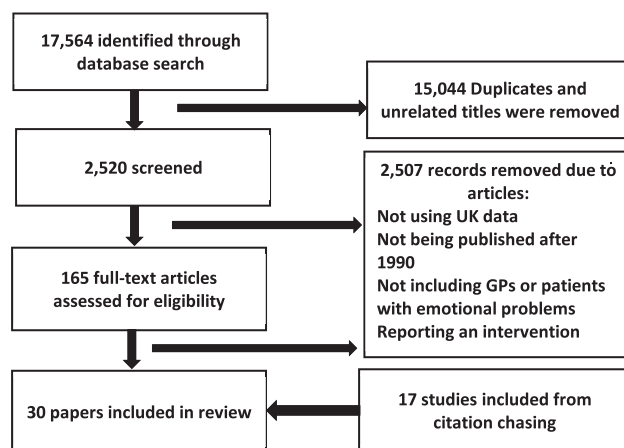 17,564 identified through
database search
15,044 Duplicates and
unrelated titles were removed
2,520 screened
2,507 records removed due to
articles:
Not using UK data
Not being published after
1990
Not including GPs or patients
with emotional problems
Reporting an intervention
165 full-text articles
assessed for eligibility
30 papers included in review
17 studies included from
citation chasing